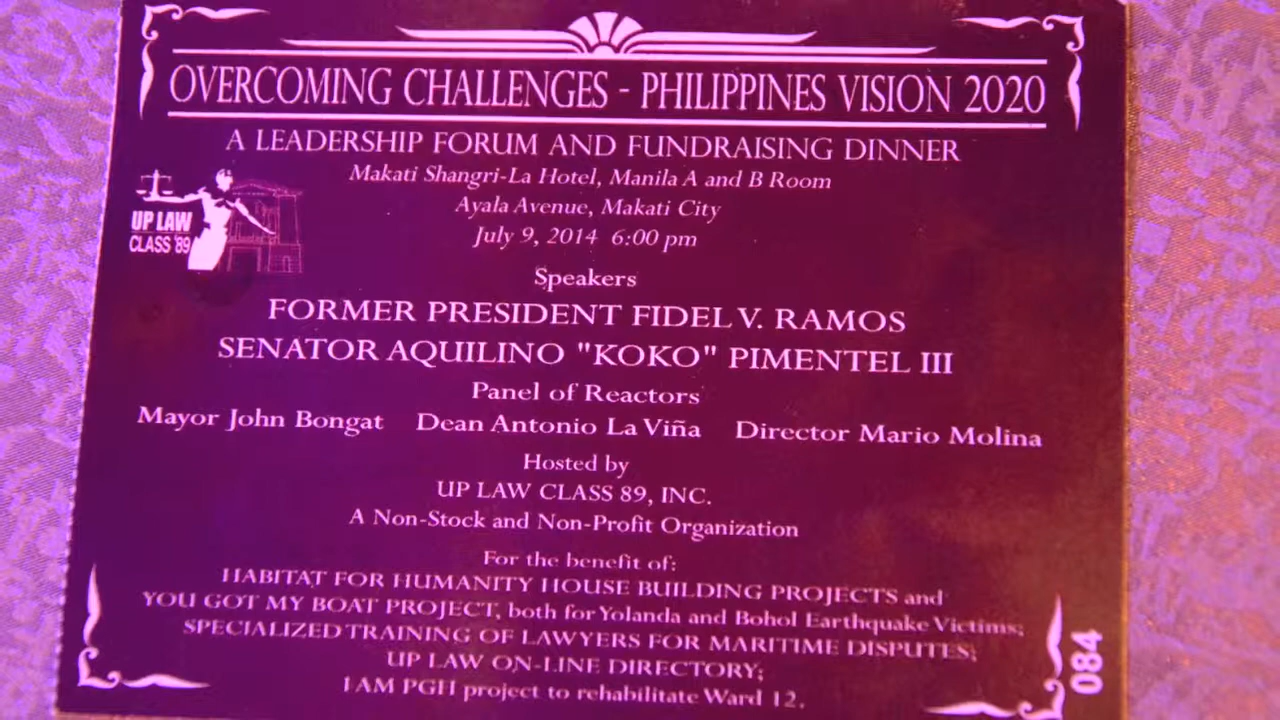 OVERCOMING CHALLENGES - PHILIPPINES VISION 2020
A LEADERSHIP FORUM AND FUNDRAISING DINNER
Makati Shangri-La Hotel, Manila A and B Room
Ayala Avenue, Makati City
July 9, 2014 6:00 pm
UP LAW
CLASS '89
Speakers
FORMER PRESIDENT FIDEL V. RAMOS
SENATOR AQUILINO "KOKO" PIMENTEL III
Panel of Reactors
Mayor John Bongat Dean Antonio La Viña Director Mario Molina
Hosted by
UP LAW CLASS 89, INC.
A Non-Stock and Non-Profit Organization
For the benefit of:
HABITAT FOR HUMANITY HOUSE BUILDING PROJECTS and
YOU GOT MY BOAT PROJECT, both for Yolanda and Bohol Earthquake Victims;
SPECIALIZED TRAINING OF LAWYERS FOR MARITIME DISPUTES;
UP LAW ON-LINE DIRECTORY;
I AM PGH project to rehabilitate Ward 12.
084